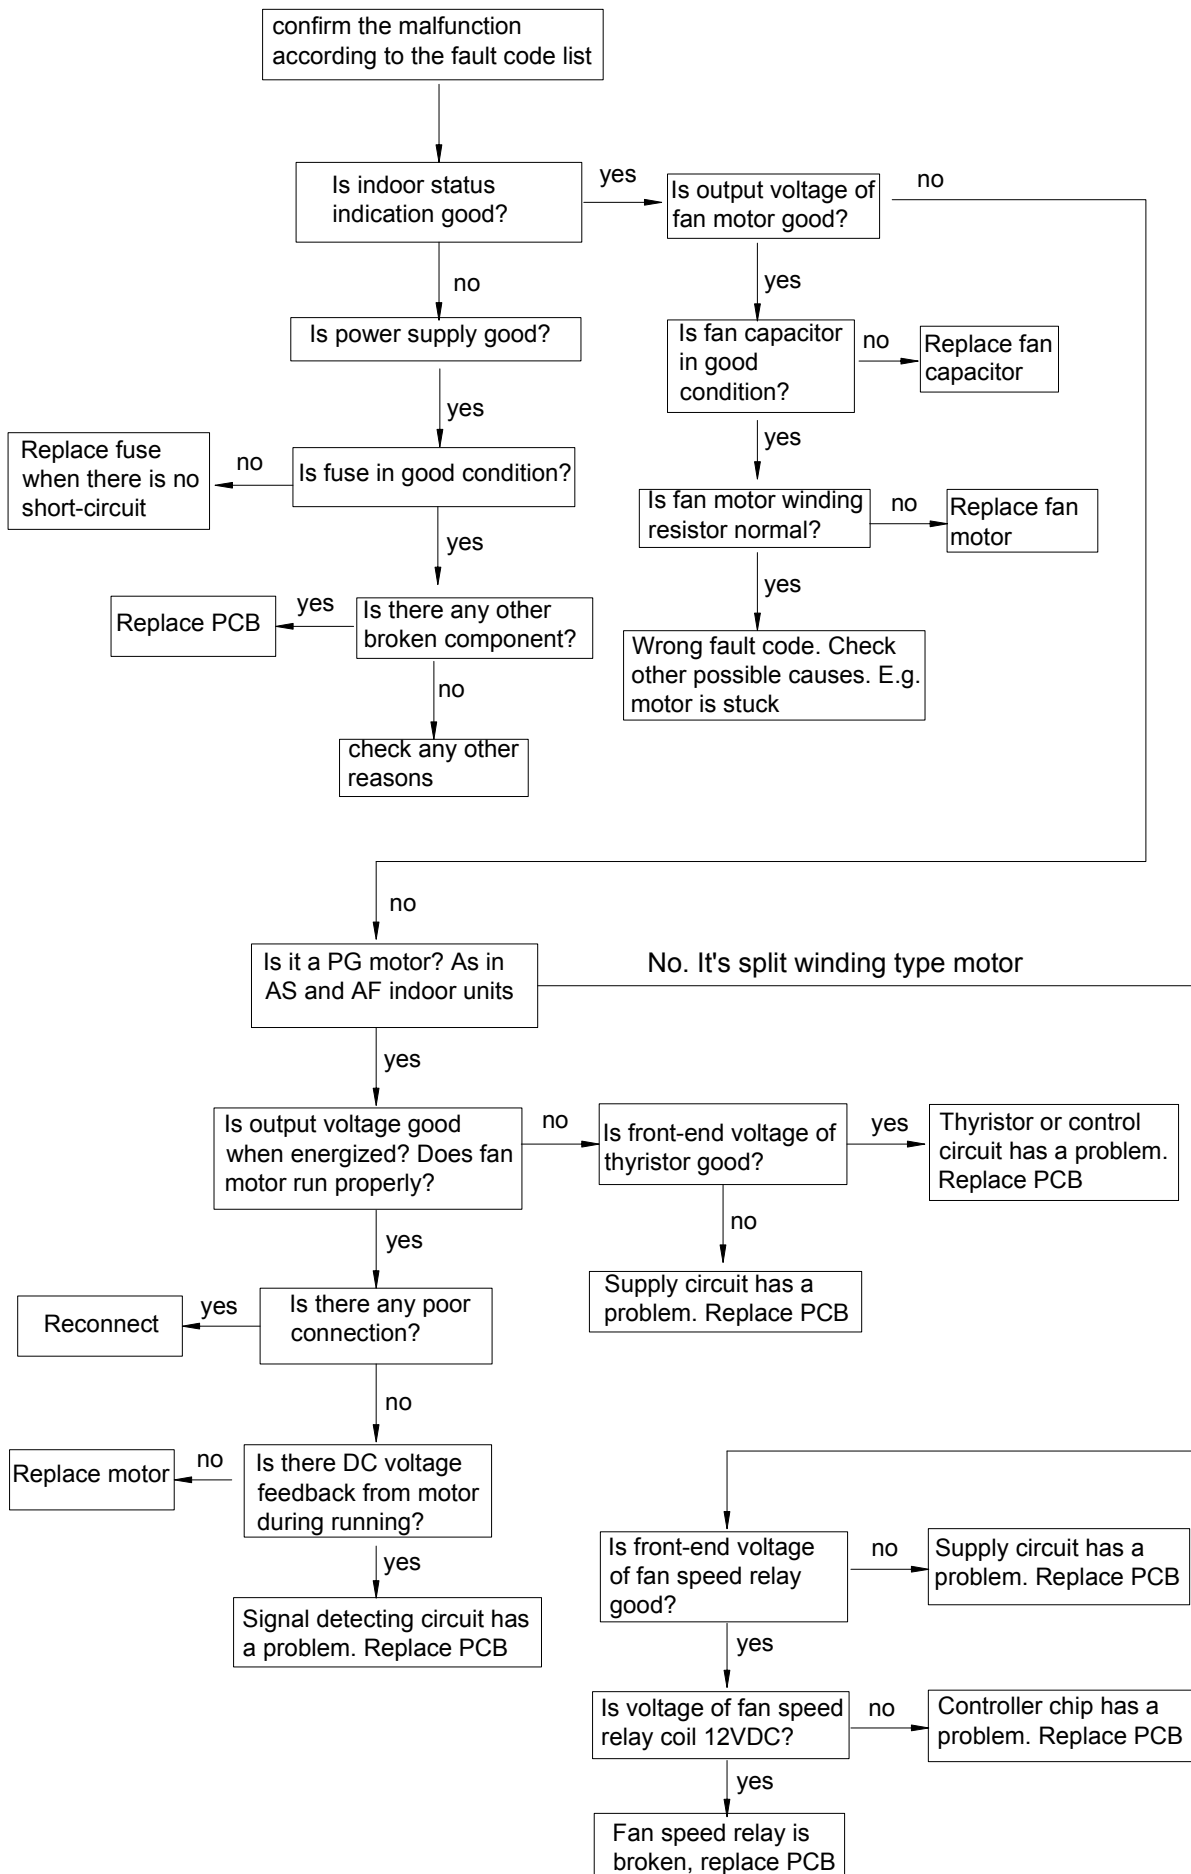 confirm the malfunction
according to the fault code list
Is indoor status
indication good?
yes
Is output voltage of
fan motor good?
no
no
yes
Is power supply good?
Is fan capacitor
in good
condition?
no
Replace fan
capacitor
yes
yes
Replace fuse
when there is no
short-circuit
no
Is fuse in good condition?
Is fan motor winding
resistor normal?
no
Replace fan
motor
yes
yes
Replace PCB
yes
Is there any other
broken component?
Wrong fault code. Check
other possible causes. E.g.
motor is stuck
no
check any other
reasons
no
Is it a PG motor? As in
AS and AF indoor units
No. It's split winding type motor
yes
Is output voltage good
when energized? Does fan
motor run properly?
no
Is front-end voltage of
thyristor good?
yes
Thyristor or control
circuit has a problem.
Replace PCB
yes
no
Supply circuit has a
problem. Replace PCB
Reconnect
yes
Is there any poor
connection?
no
Replace motor
no
Is there DC voltage
feedback from motor
during running?
yes
Signal detecting circuit has
a problem. Replace PCB
Is front-end voltage
of fan speed relay
good?
no
Supply circuit has a
problem. Replace PCB
yes
Is voltage of fan speed
relay coil 12VDC?
no
Controller chip has a
problem. Replace PCB
yes
Fan speed relay is
broken, replace PCB